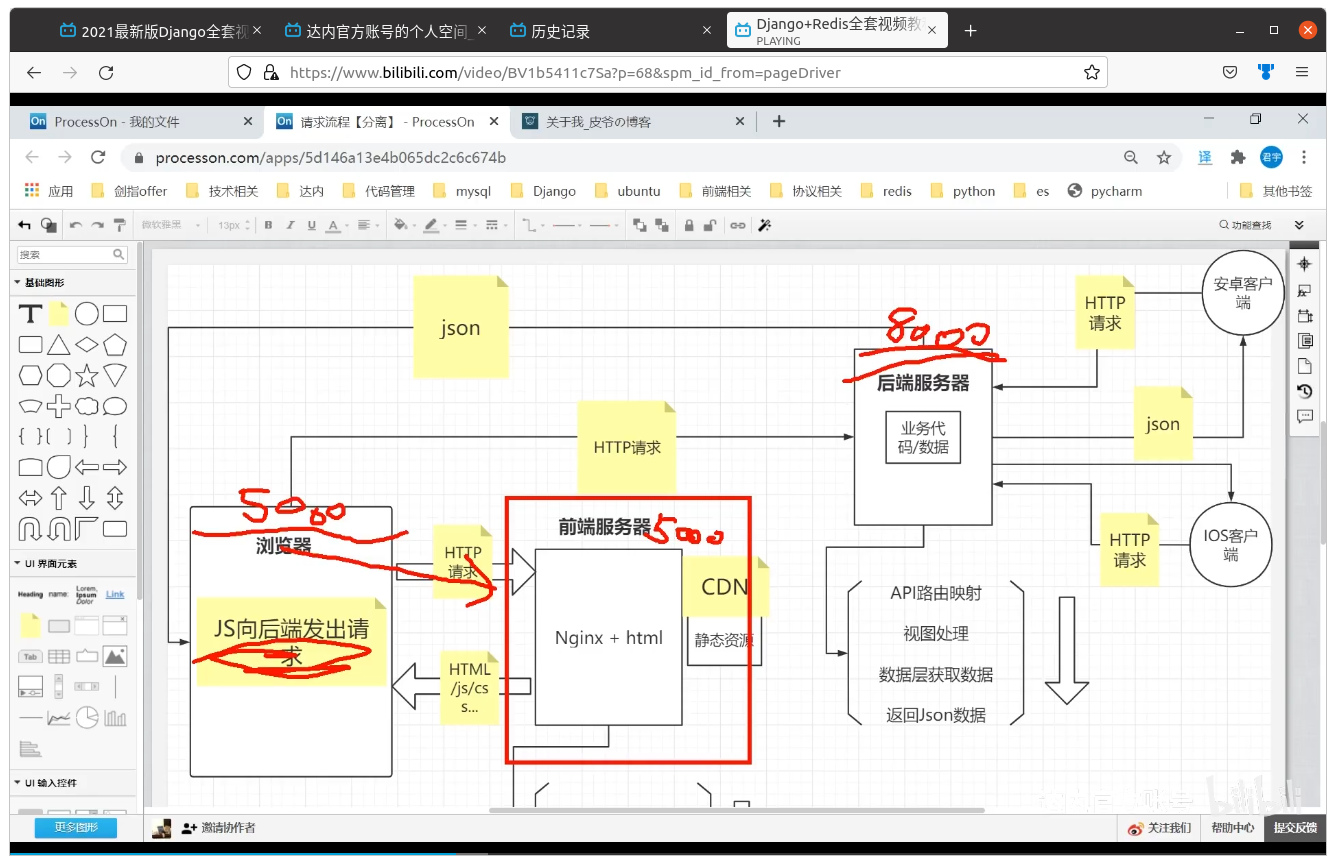 2021最新版Django全套视
达内官方账号的个人空间_
历史记录
Django+Redis全套视频教
PLAYING
https://www.bilibili.com/video/BV1b5411c7Sa?p=68&spm_id_from=pageDriver
ProcessOn - 我的文件
请求流程【分离】 - ProcessOn
关于我_皮爷の博客
processon.com/apps/5d146a13e4b065dc2c6c674b
译
君宇
应用
剑指offer
技术相关
达内
代码管理
mysql
Django
ubuntu
前端相关
协议相关
redis
python
es
pycharm
其他书签
微软雅黑
13px
B
I
U
A
功能查找
搜索
基础图形
UI 界面元素
Heading
name:
Lorem,
Ipsum
Dolor
Link
Tab
UI 输入控件
更多图形
json
HTTP请求
8000
后端服务器
业务代
码/数据
HTTP
请求
安卓客户
端
json
HTTP
请求
IOS客户
端
5000
浏览器
JS向后端发出请
求
HTTP
请求
HTML
/js/cs
s...
前端服务器
5000
Nginx + html
CDN
静态资源
API路由映射
视图处理
数据层获取数据
返回Json数据
bilibili
邀请协作者
关注我们
帮助中心
提交反馈